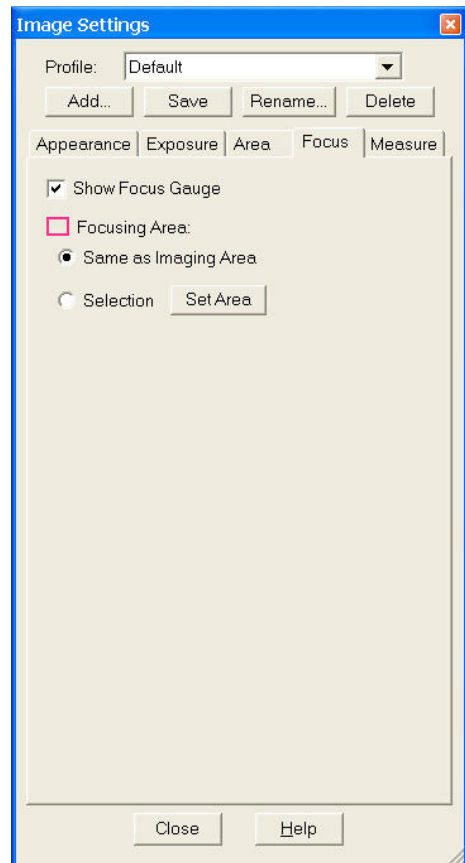 Image Settings
Profile: Default
Add... Save Rename... Delete
Appearance Exposure Area Focus Measure
Show Focus Gauge
Focusing Area:
Same as Imaging Area
Selection Set Area
Close Help